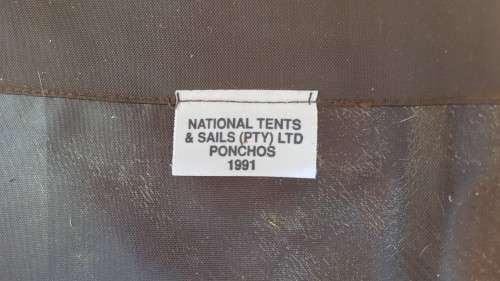 NATIONAL TENTS
& SAILS (PTY) LTD
PONCHOS
1991